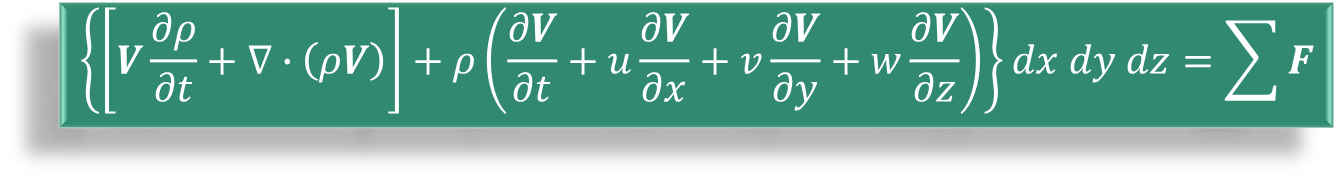 {[𝑽 ∂ρ/∂t + ∇ · (ρ𝑽)] + ρ(∂𝑽/∂t + u ∂𝑽/∂x + v ∂𝑽/∂y + w ∂𝑽/∂z)} dx dy dz = ∑ 𝑭